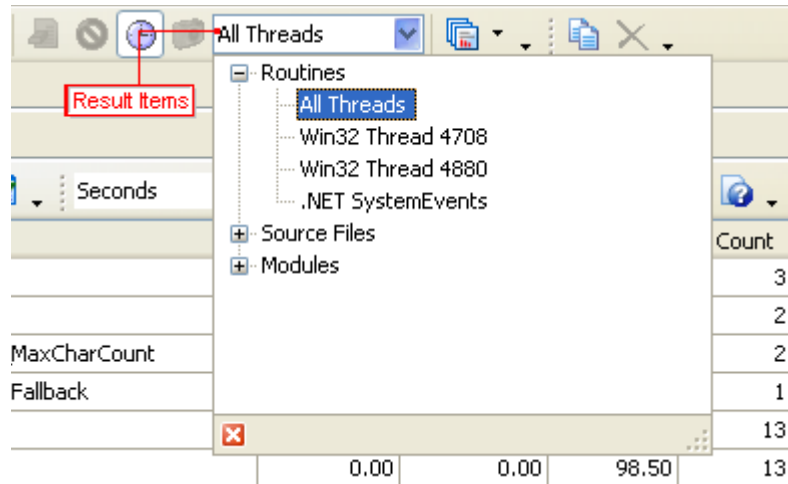 All Threads
Result Items
Routines
All Threads
Win32 Thread 4708
Win32 Thread 4880
.NET SystemEvents
Source Files
Modules
Seconds
Count
3
2
MaxCharCount 2
Fallback 1
13
0.00 0.00 98.50 13